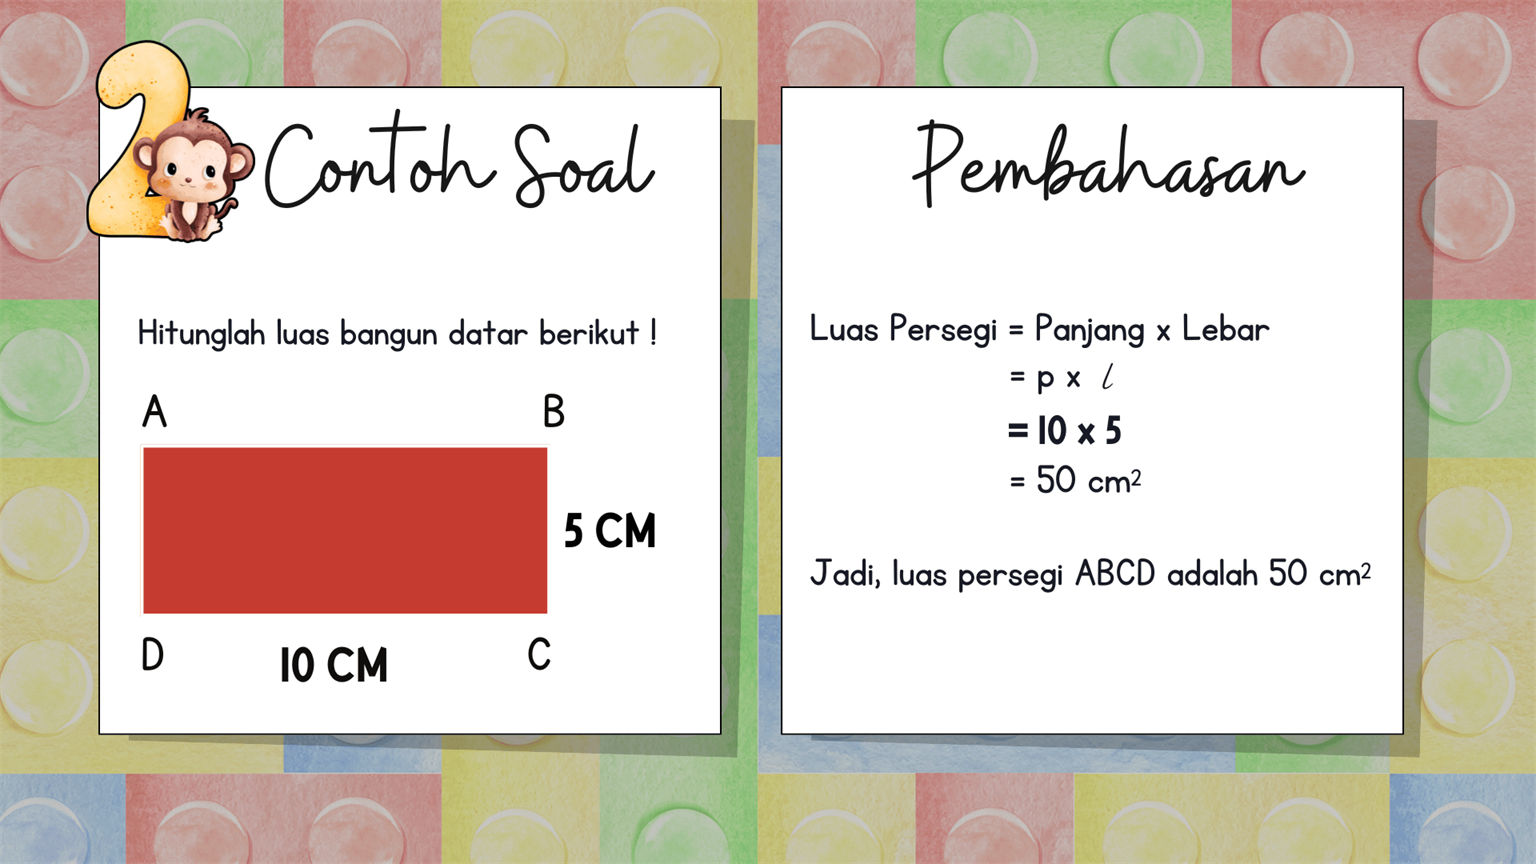 2
Contoh Soal
Hitunglah luas bangun datar berikut !
A
B
5 CM
D
10 CM
C
Pembahasan
Luas Persegi = Panjang x Lebar
= p x l
= 10 x 5
= 50 cm²
Jadi, luas persegi ABCD adalah 50 cm²